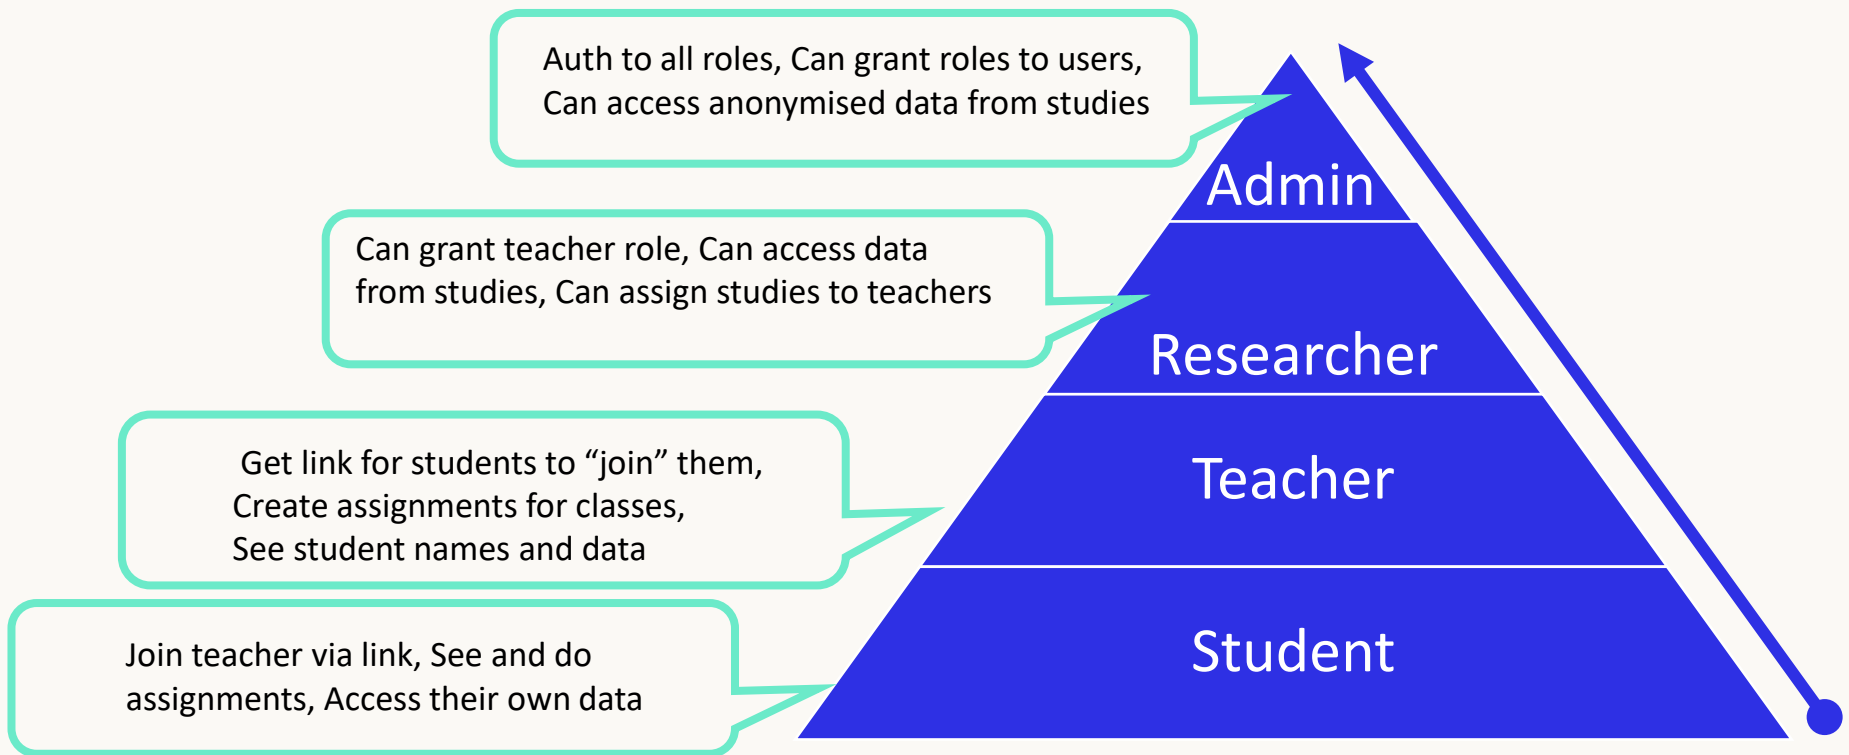 Auth to all roles, Can grant roles to users,
Can access anonymised data from studies
Admin
Can grant teacher role, Can access data
from studies, Can assign studies to teachers
Researcher
Get link for students to “join” them,
Create assignments for classes,
See student names and data
Teacher
Join teacher via link, See and do
assignments, Access their own data
Student